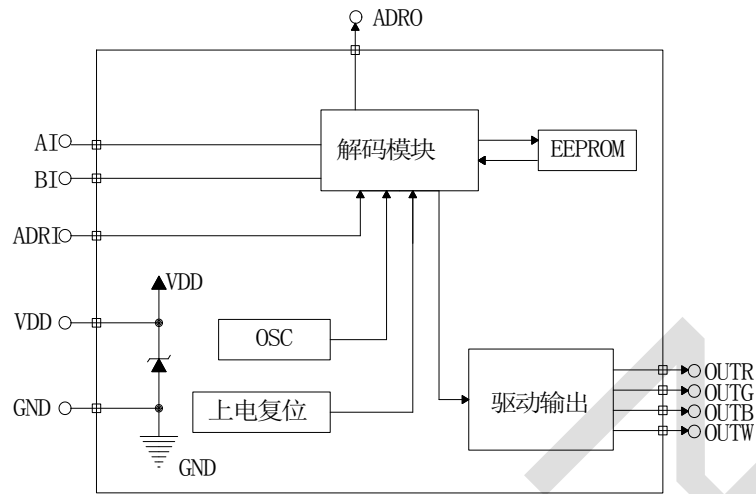 ADRO
AI
解码模块
EEPROM
BI
ADRI
VDD
VDD
OSC
GND
上电复位
驱动输出
OUTR
OUTG
OUTB
OUTW
GND